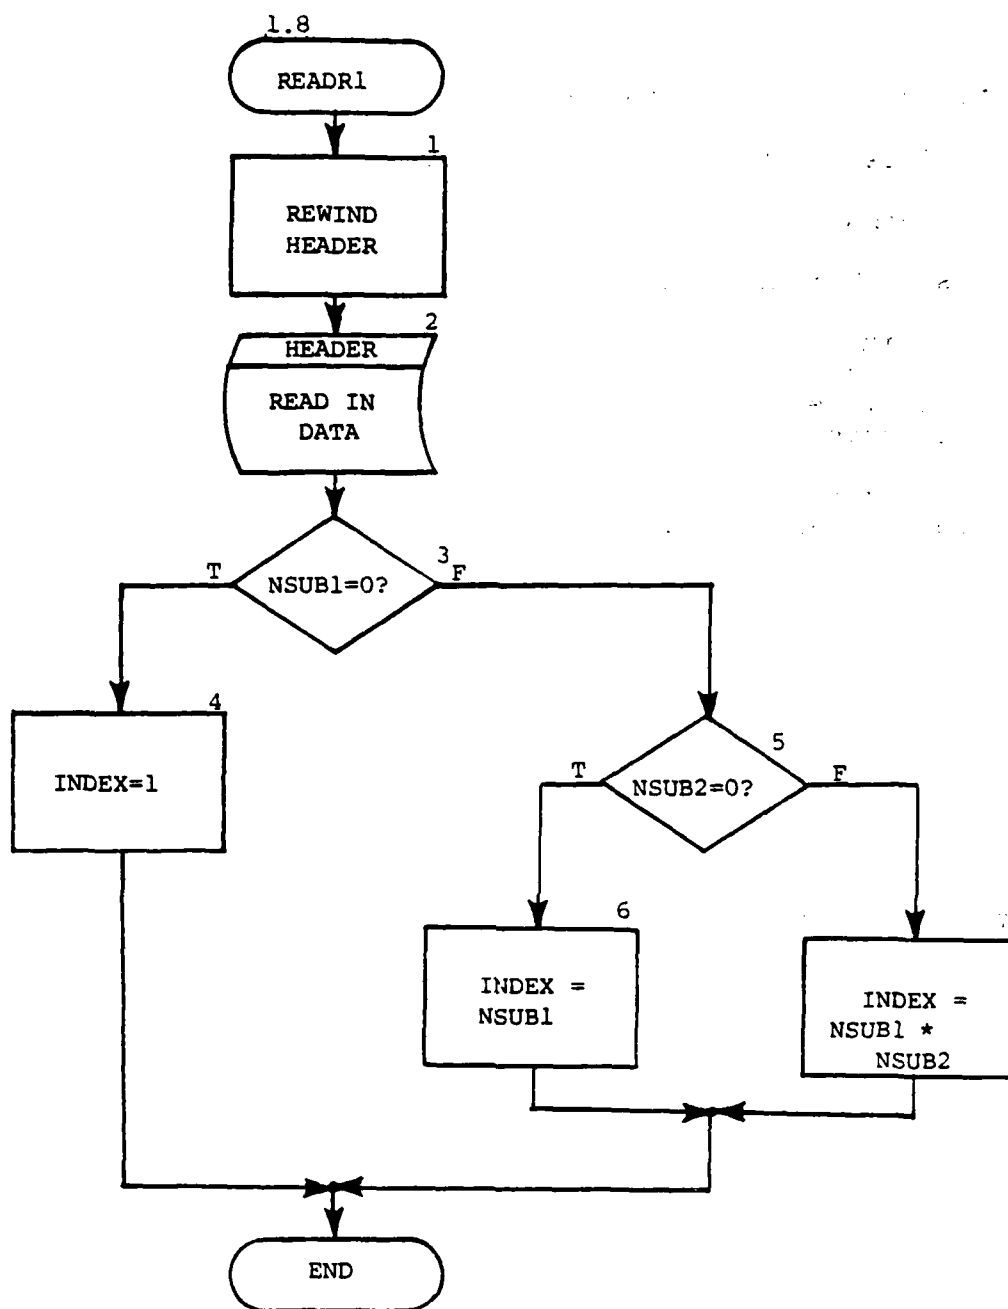 1.8
READR1
1
REWIND
HEADER
2
HEADER
READ IN
DATA
3
T
NSUB1=0?
F
4
INDEX=1
5
T
NSUB2=0?
F
6
INDEX =
NSUB1
INDEX =
NSUB1 *
NSUB2
END